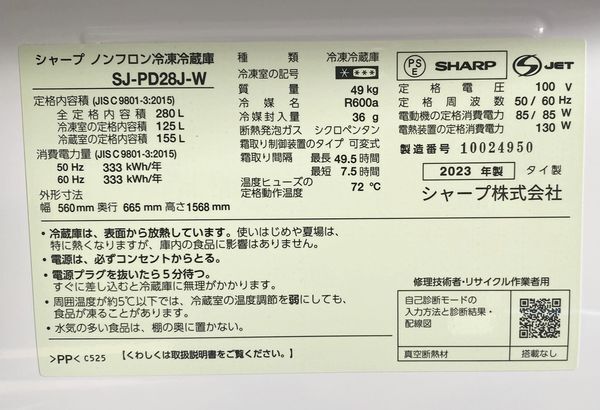 シャープ ノンフロン冷凍冷蔵庫
SJ-PD28J-W
定格内容積 (JIS C 9801-3:2015)
全定格内容積 280L
冷凍室の定格内容積 125L
冷蔵室の定格内容積 155L
消費電力量 (JIS C 9801-3:2015)
50 Hz 333 kWh/年
60 Hz 333 kWh/年
外形寸法
幅 560mm 奥行 665 mm 高さ1568 mm
種類 冷凍冷蔵庫
冷凍室の記号 * ***
質量 49 kg
冷媒名 R600a
冷媒封入量 36 g
断熱発泡ガス シクロペンタン
霜取り制御装置のタイプ 可変式
霜取り間隔 最長 49.5時間
最短 7.5時間
温度ヒューズの定格動作温度 72 ℃
PS E SHARP S JET
定格電圧 100 V
定格周波数 50 / 60 Hz
電動機の定格消費電力 85 / 85 W
電熱装置の定格消費電力 130 W
製造番号 10024950
2023 年製 タイ製
シャープ株式会社
・冷蔵庫は、表面から放熱しています。使いはじめや夏場は、
特に熱くなりますが、庫内の食品に影響はありません。
・電源は、必ずコンセントからとる。
・電源プラグを抜いたら5分待つ。
すぐに差し込むと冷蔵庫に無理がかかります。
・周囲温度が約5℃以下では、冷蔵室の温度調節を弱にしても、
食品が凍ることがあります。
・水気の多い食品は、棚の奥に置かない。
>PP< C525 【くわしくは取扱説明書をご覧ください。】
修理技術者・リサイクル作業者用
自己診断モードの
入力方法と診断結果・
配線図
真空断熱材 搭載なし